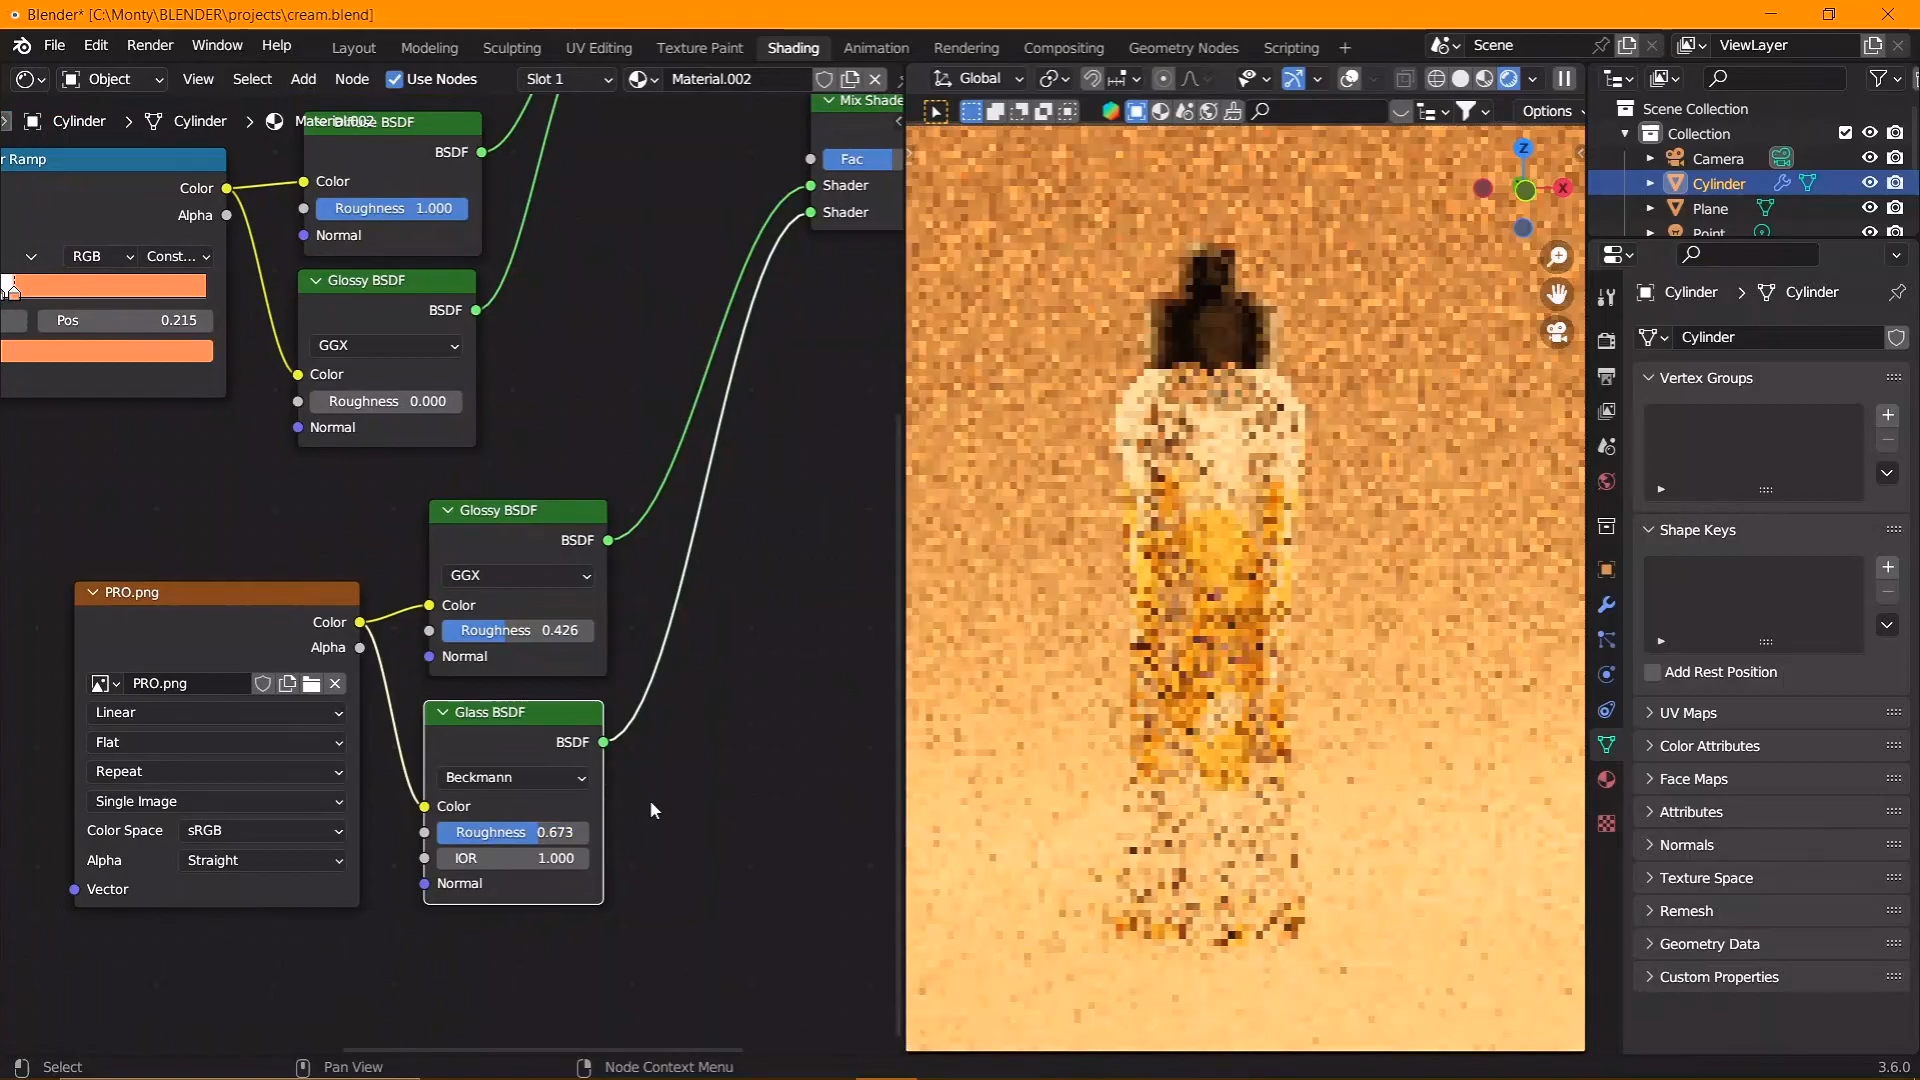 Blender* [C:\Monty\BLENDER\projects\cream.blend]
File Edit Render Window Help Layout Modeling Sculpting UV Editing Texture Paint Shading Animation Rendering Compositing Geometry Nodes Scripting + Scene ViewLayer
Object View Select Add Node Use Nodes Slot 1 Material.002 Global
Options
Cylinder > Cylinder > Material.002
BSDF
r Ramp
Color
Alpha
RGB Const...
Pos 0.215
BSDF
Color
Roughness 1.000
Normal
Glossy BSDF
BSDF
GGX
Color
Roughness 0.000
Normal
Mix Shade
Fac
Shader
Shader
Glossy BSDF
BSDF
GGX
Color
Roughness 0.426
Normal
PRO.png
Color
Alpha
PRO.png
Linear
Flat
Repeat
Single Image
Color Space sRGB
Alpha Straight
Vector
Glass BSDF
BSDF
Beckmann
Color
Roughness 0.673
IOR 1.000
Normal
Z
X
Scene Collection
Collection
Camera
Cylinder
Plane
Point
Cylinder > Cylinder
Cylinder
Vertex Groups
Shape Keys
Add Rest Position
UV Maps
Color Attributes
Face Maps
Attributes
Normals
Texture Space
Remesh
Geometry Data
Custom Properties
Select Pan View Node Context Menu 3.6.0